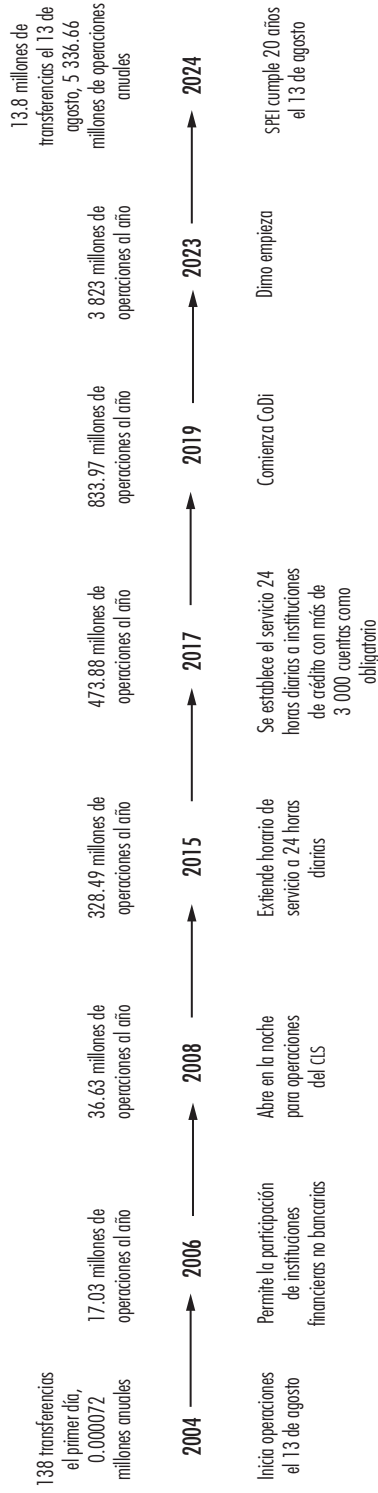 138 transferencias
el primer día,
0.000072
millones anuales
2004
Inicia operaciones
el 13 de agosto
17.03 millones de
operaciones al año
2006
Permite la participación
de instituciones
financieras no bancarias
36.63 millones de
operaciones al año
2008
Abre en la noche
para operaciones
del CLS
328.49 millones de
operaciones al año
2015
Extiende horario de
servicio a 24 horas
diarias
473.88 millones de
operaciones al año
2017
Se establece el servicio 24
horas diarias a instituciones
de crédito con más de
3 000 cuentas como
obligatorio
833.97 millones de
operaciones al año
2019
Comienza CoDi
3 823 millones de
operaciones al año
2023
Dimo empieza
13.8 millones de
transferencias el 13 de
agosto, 5 336.66
millones de operaciones
anuales
2024
SPEI cumple 20 años
el 13 de agosto